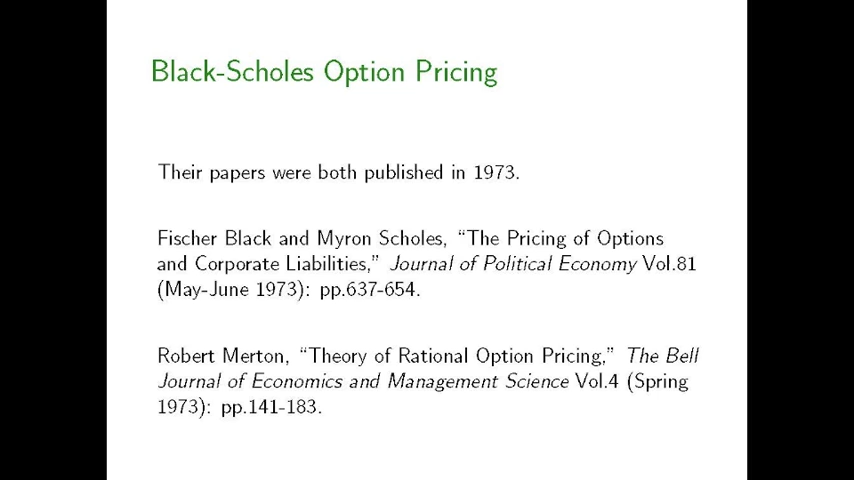 Black-Scholes Option Pricing
Their papers were both published in 1973.
Fischer Black and Myron Scholes, “The Pricing of Options
and Corporate Liabilities,” Journal of Political Economy Vol.81
(May-June 1973): pp.637-654.
Robert Merton, “Theory of Rational Option Pricing,” The Bell
Journal of Economics and Management Science Vol.4 (Spring
1973): pp.141-183.